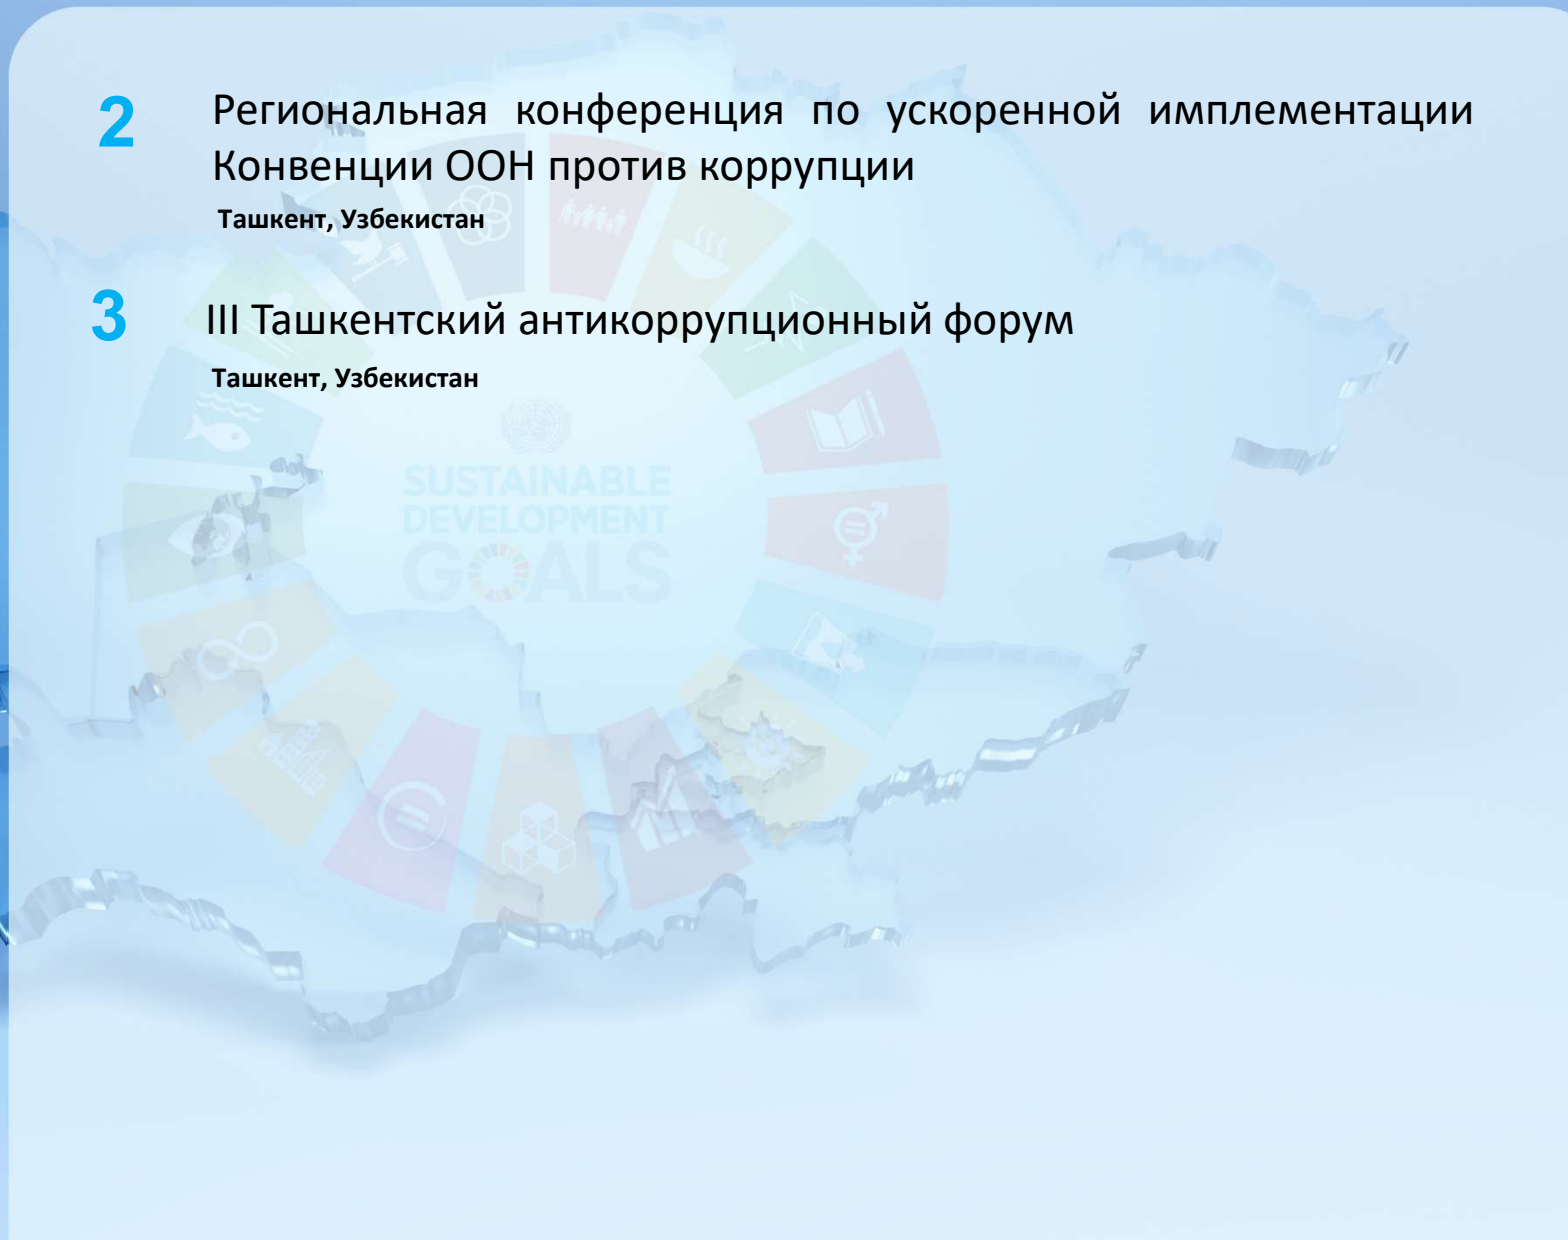 2
Региональная конференция по ускоренной имплементации
Конвенции ООН против коррупции
Ташкент, Узбекистан
3
III Ташкентский антикоррупционный форум
Ташкент, Узбекистан
SUSTAINABLE
DEVELOPMENT
GOALS